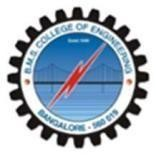 B.M.S. COLLEGE OF ENGINEERING
BANGALORE - 560 019